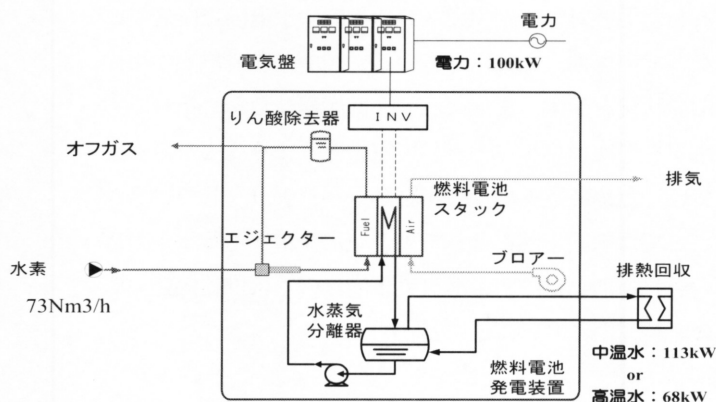 電力
電気盤
電力：100kW
INV
りん酸除去器
オフガス
燃料電池
スタック
排気
Fuel
Air
エジェクター
ブロアー
水素
73Nm3/h
排熱回収
水蒸気
分離器
中温水：113kW
or
高温水：68kW
燃料電池
発電装置